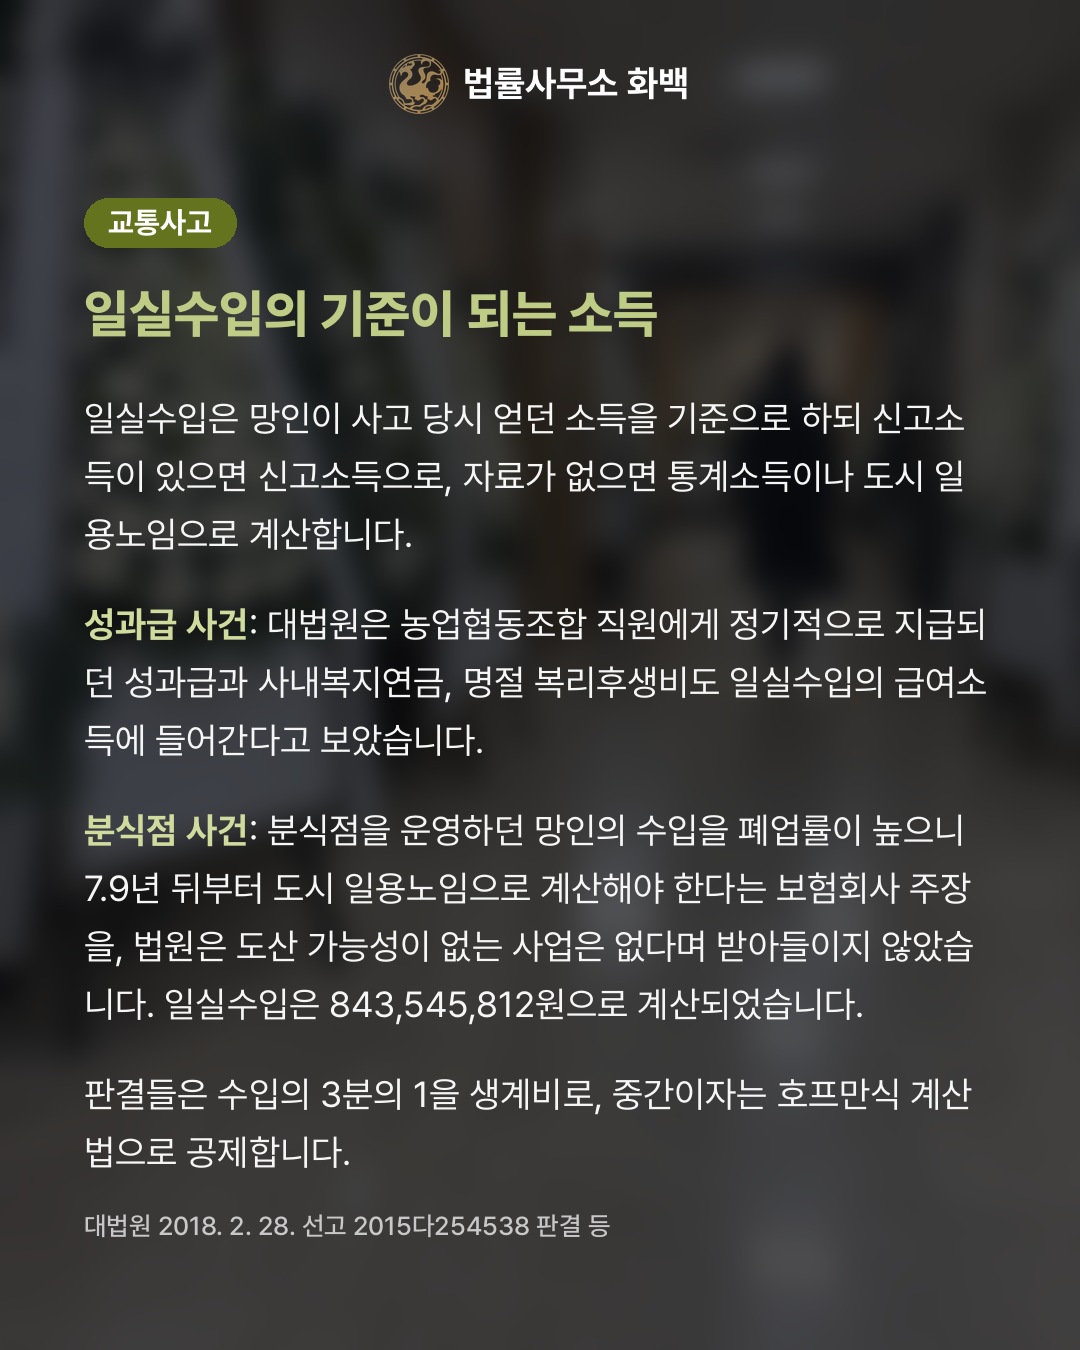 법률사무소 화백
교통사고
일실수입의 기준이 되는 소득
일실수입은 망인이 사고 당시 얻던 소득을 기준으로 하되 신고소
득이 있으면 신고소득으로, 자료가 없으면 통계소득이나 도시 일
용노임으로 계산합니다.
성과급 사건: 대법원은 농업협동조합 직원에게 정기적으로 지급되
던 성과급과 사내복지연금, 명절 복리후생비도 일실수입의 급여소
득에 들어간다고 보았습니다.
분식점 사건: 분식점을 운영하던 망인의 수입을 폐업률이 높으니
7.9년 뒤부터 도시 일용노임으로 계산해야 한다는 보험회사 주장
을, 법원은 도산 가능성이 없는 사업은 없다며 받아들이지 않았습
니다. 일실수입은 843,545,812원으로 계산되었습니다.
판결들은 수입의 3분의 1을 생계비로, 중간이자는 호프만식 계산
법으로 공제합니다.
대법원 2018. 2. 28. 선고 2015다254538 판결 등